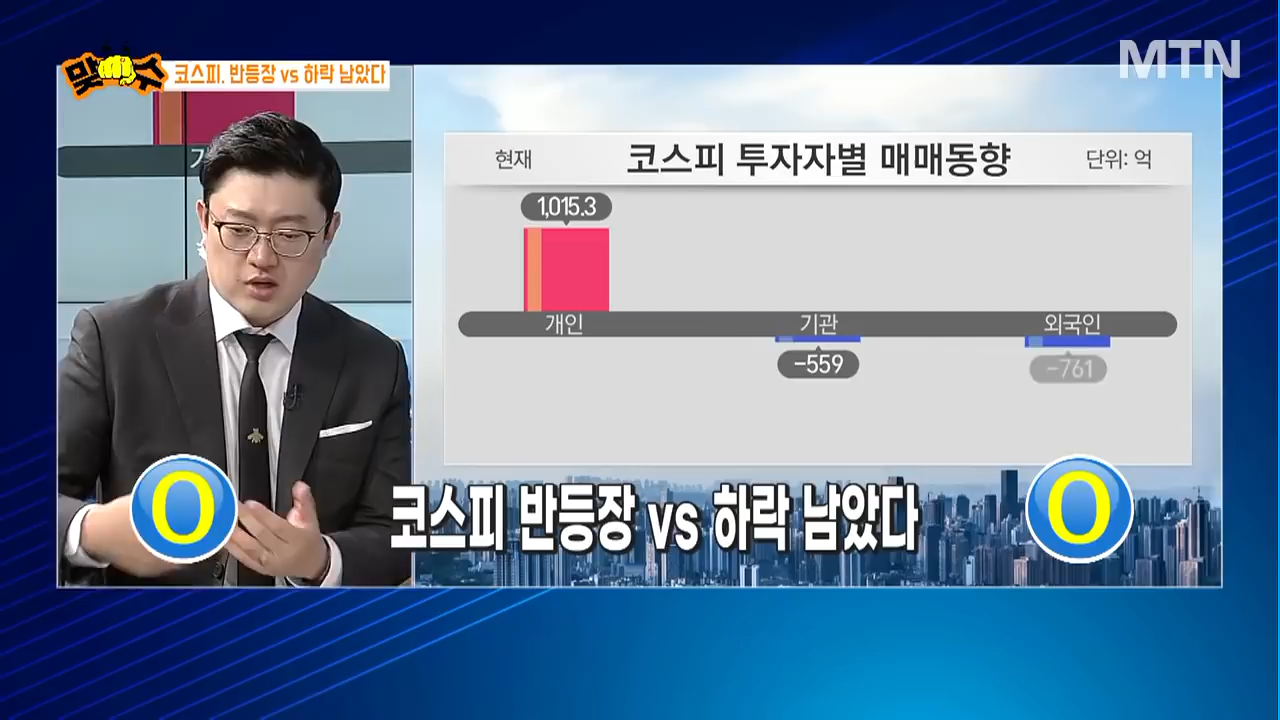 맞수
코스피. 반등장 vs 하락 남았다
MTN
현재
코스피 투자자별 매매동향
단위: 억
1,015.3
개인
기관
외국인
-559
-761
O
코스피 반등장 vs 하락 남았다
O